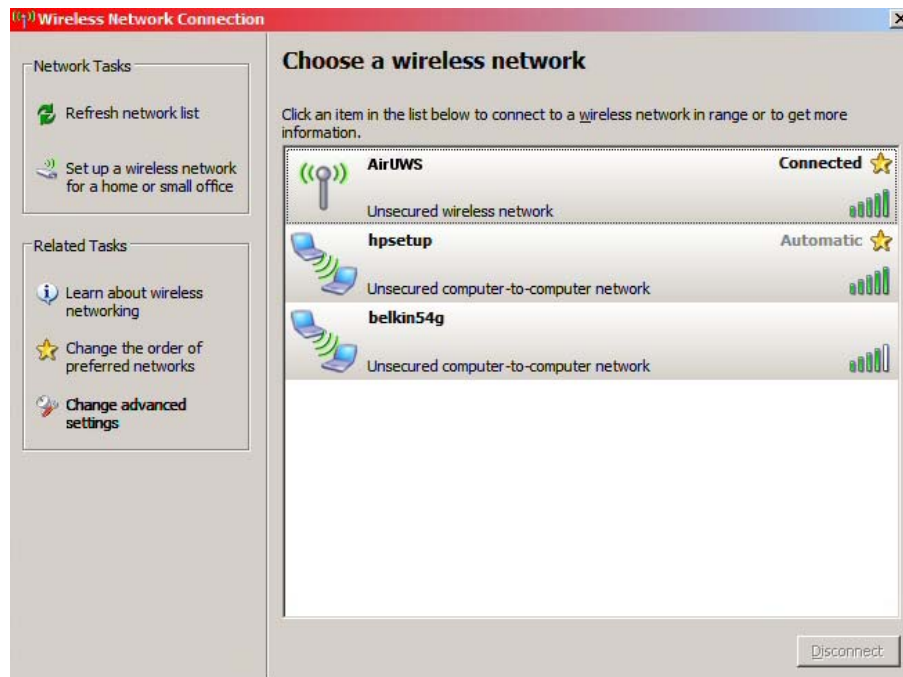 Wireless Network Connection
Network Tasks
Refresh network list
Set up a wireless network
for a home or small office
Related Tasks
Learn about wireless
networking
Change the order of
preferred networks
Change advanced
settings
Choose a wireless network
Click an item in the list below to connect to a wireless network in range or to get more
information.
AirUWS
Connected
Unsecured wireless network
hpsetup
Automatic
Unsecured computer-to-computer network
belkin54g
Unsecured computer-to-computer network
Disconnect